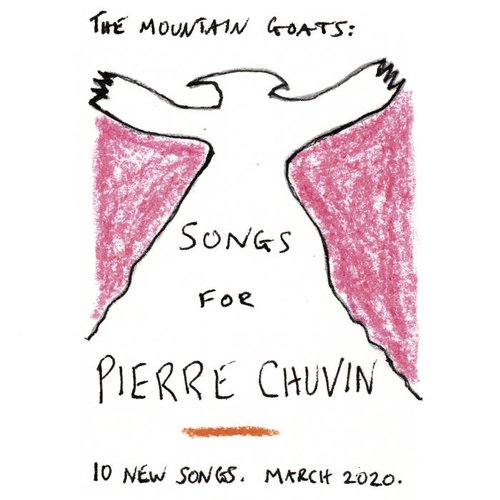 THE MOUNTAIN GOATS:
SONGS
FOR
PIERRE CHUVIN
10 NEW SONGS. MARCH 2020.